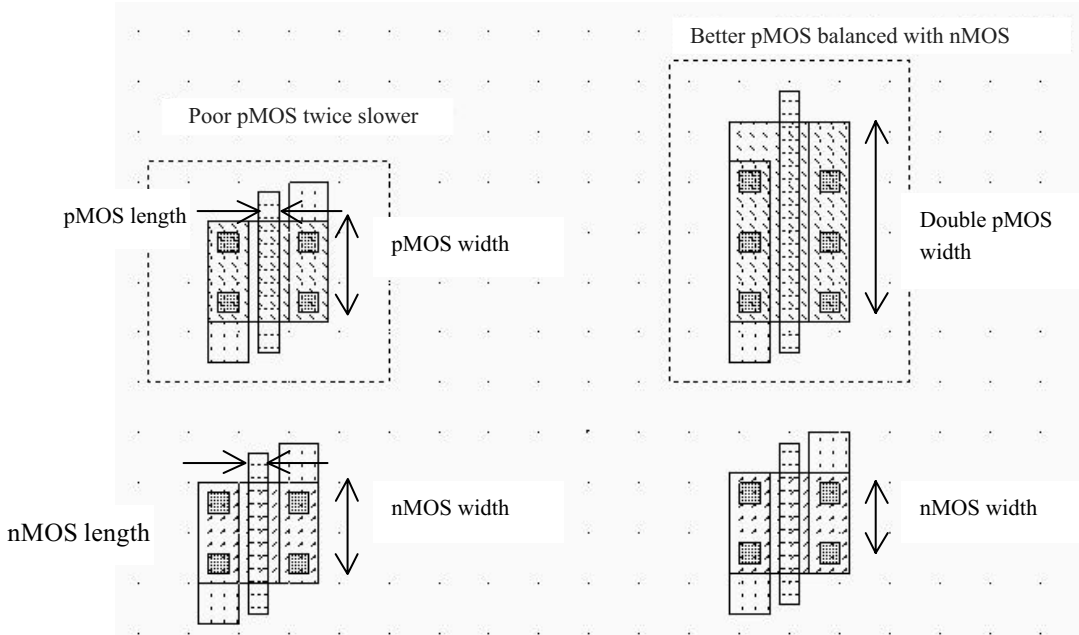 Better pMOS balanced with nMOS
Poor pMOS twice slower
pMOS length
pMOS width
Double pMOS
width
nMOS length
nMOS width
nMOS width